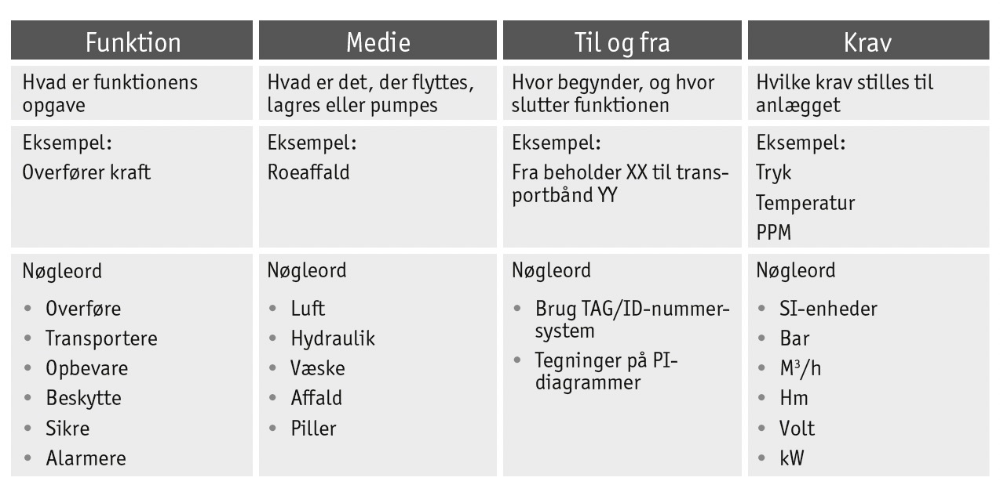 Funktion
Medie
Til og fra
Krav
Hvad er funktionens
opgave
Hvad er det, der flyttes,
lagres eller pumpes
Hvor begynder, og hvor
slutter funktionen
Hvilke krav stilles til
anlægget
Eksempel:
Overfører kraft
Eksempel:
Roeaffald
Eksempel:
Fra beholder XX til trans-
portbånd YY
Eksempel:
Tryk
Temperatur
PPM
Nøgleord
• Overføre
• Transportere
• Opbevare
• Beskytte
• Sikre
• Alarmere
Nøgleord
• Luft
• Hydraulik
• Væske
• Affald
• Piller
Nøgleord
• Brug TAG/ID-nummer-
system
• Tegninger på PI-
diagrammer
Nøgleord
• SI-enheder
• Bar
• M³/h
• Hm
• Volt
• kW